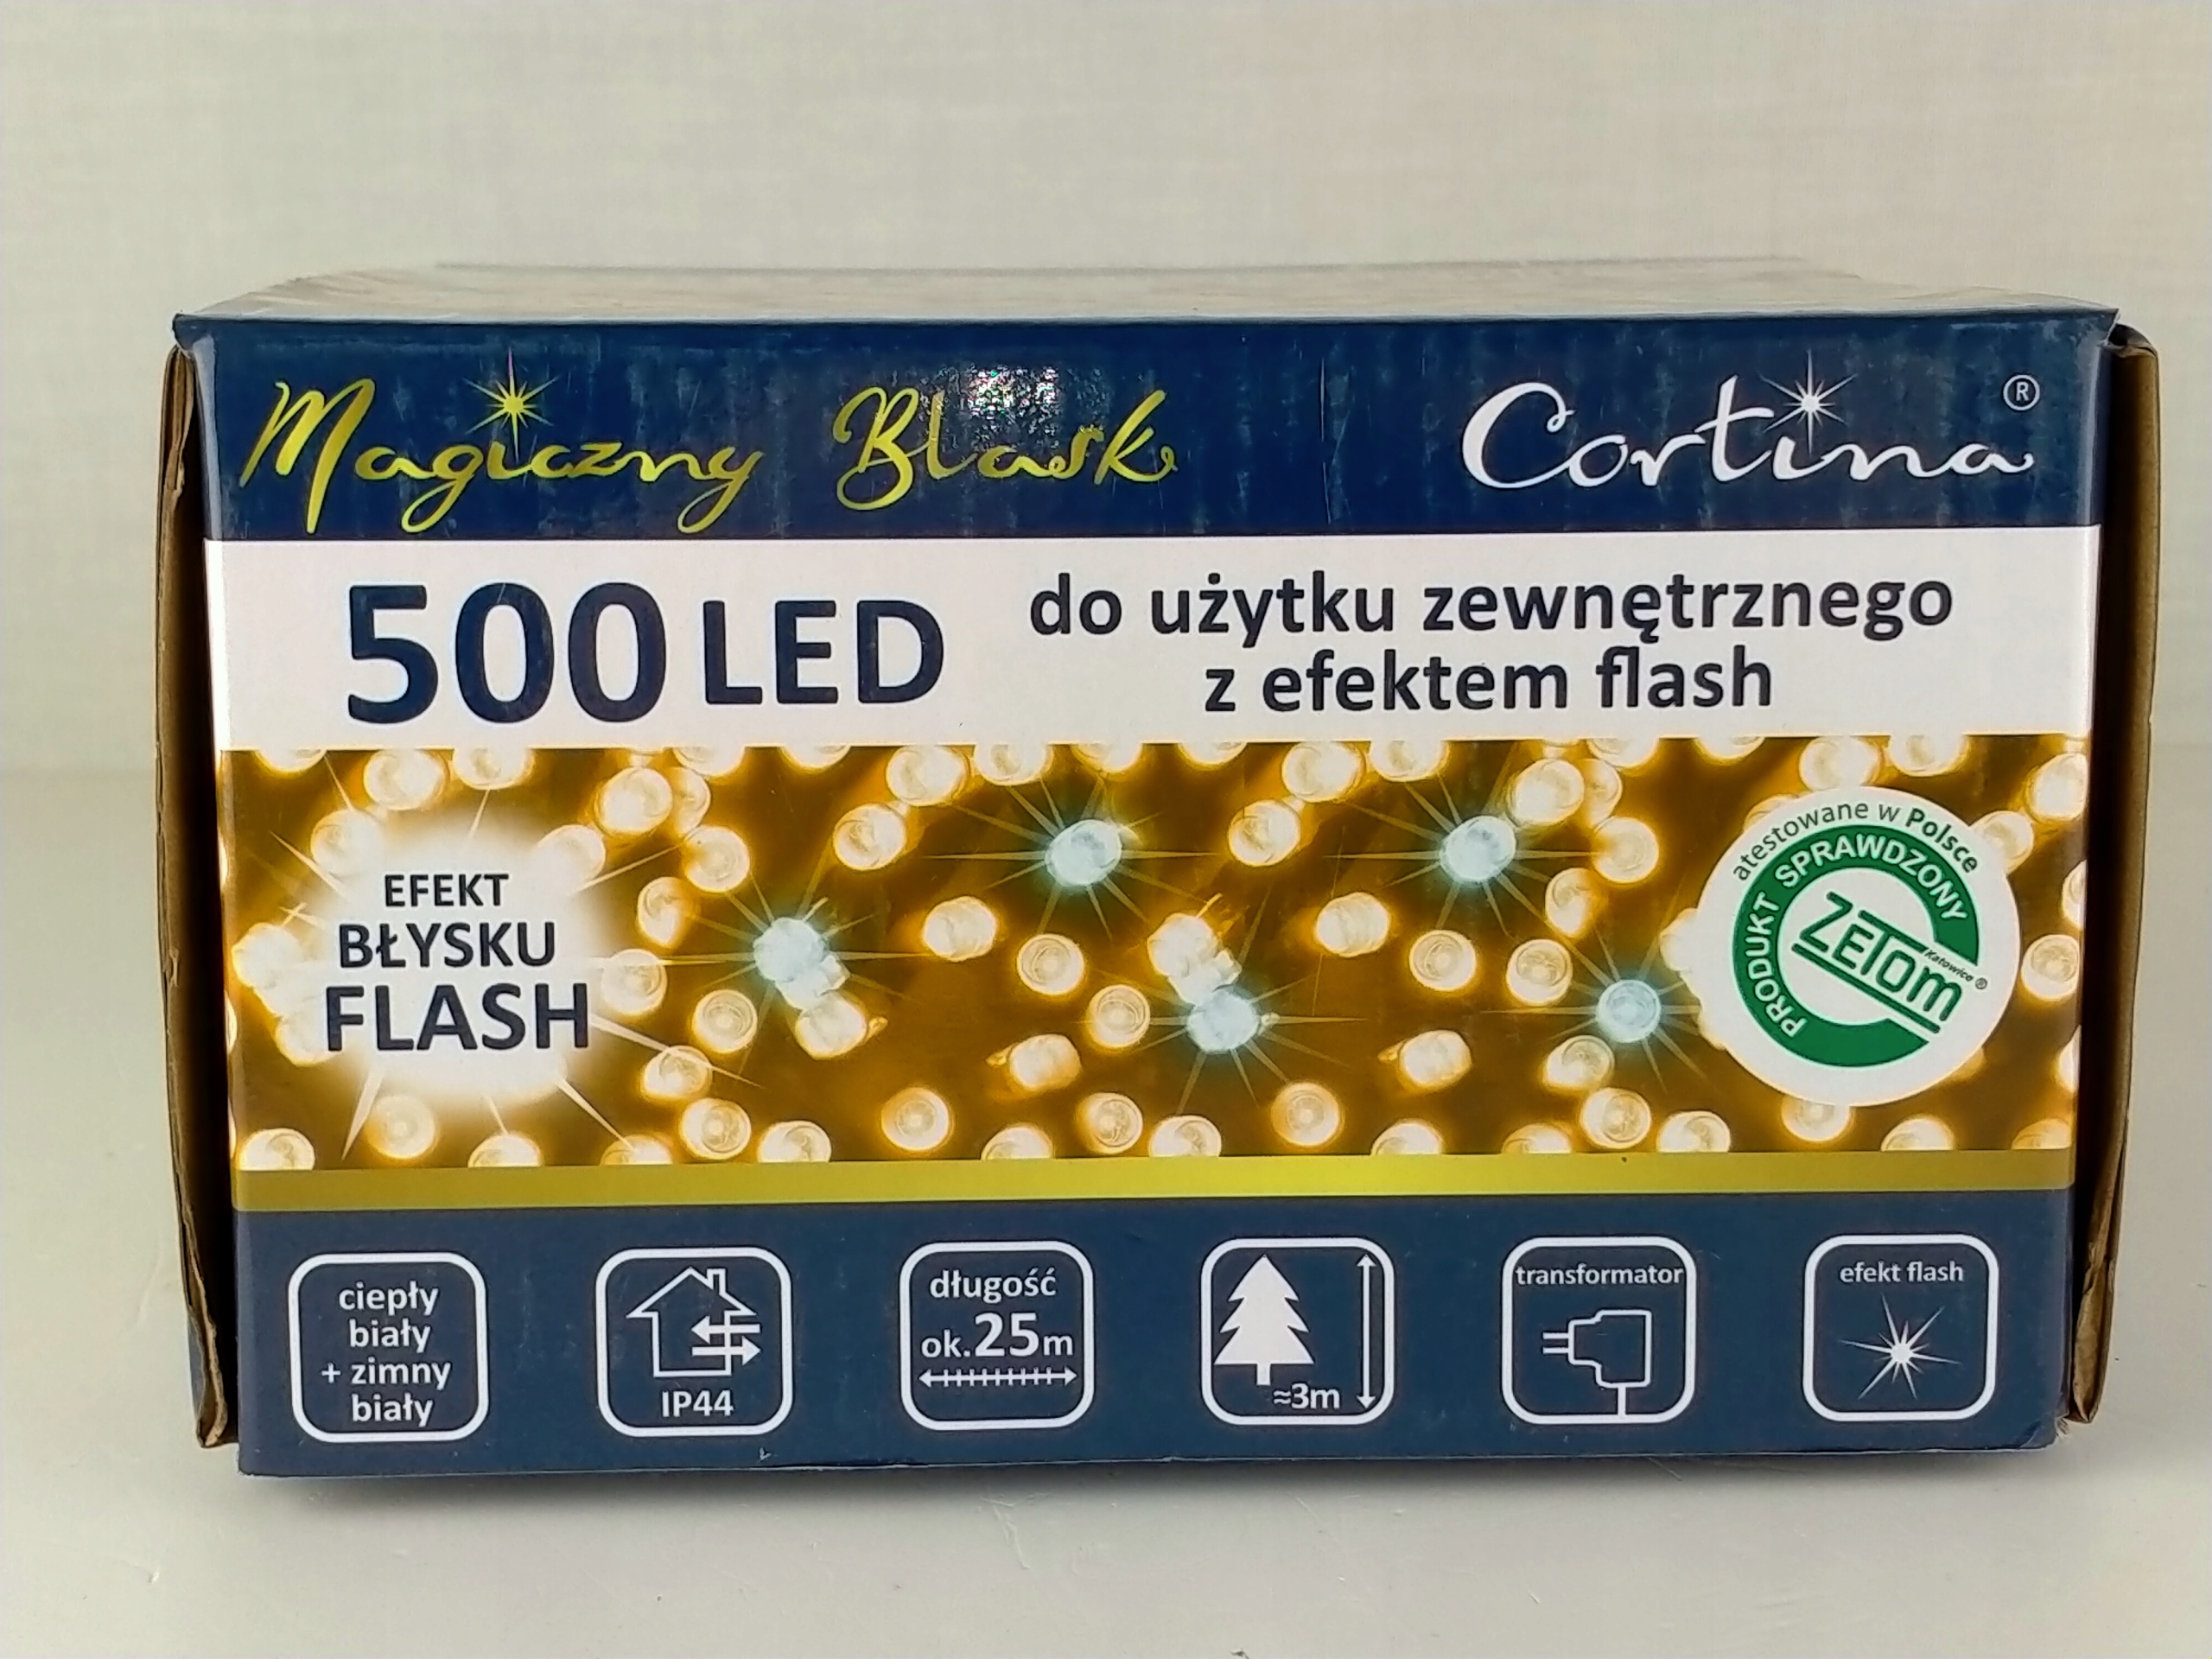 Magiczny Blask
Cortina ®
500 LED
do użytku zewnętrznego
z efektem flash
EFEKT
BŁYSKU
FLASH
atestowane w Polsce
PRODUKT SPRAWDZONY
ZETOM
Katowice ®
ciepły
biały
+ zimny
biały
IP44
długość
ok.25m
≈3m
transformator
efekt flash